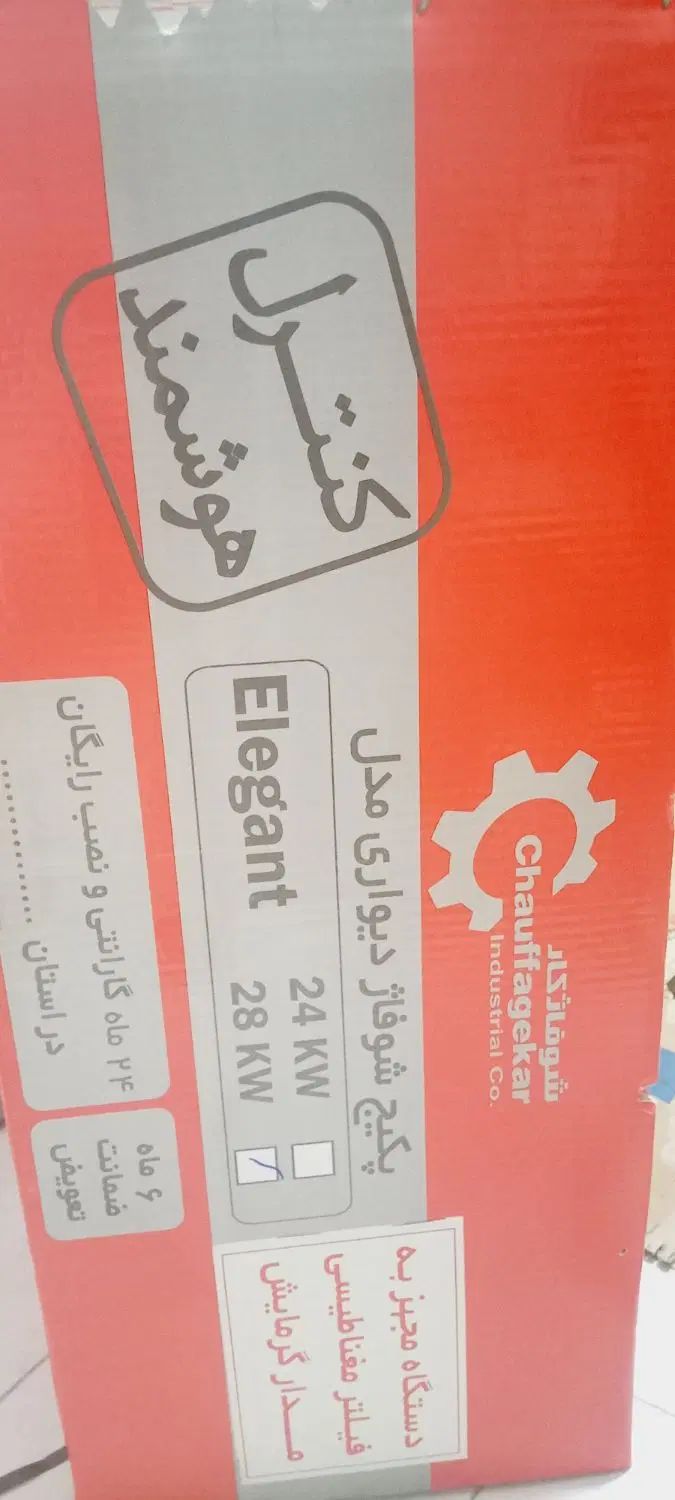 شوفاژکار
Chauffagekar
Industrial Co.
کنترل
هوشمند
پکیج شوفاژ دیواری مدل
Elegant
24 KW
28 KW
دستگاه مجهز به
فیلتر مغناطیسی
مدار گرمایش
۲۴ ماه گارانتی و نصب رایگان
در استان ..............
۶ ماه
ضمانت
تعویض